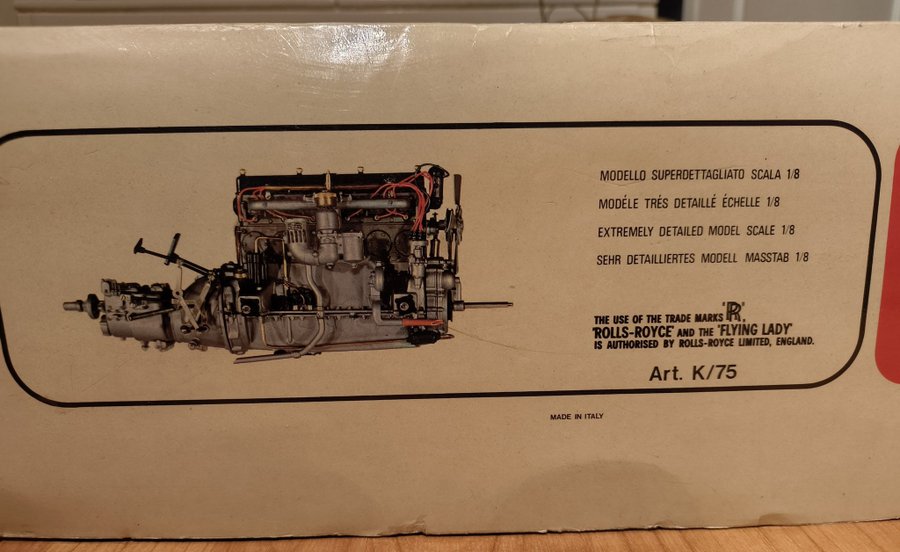 MODELLO SUPERDETTAGLIATO SCALA 1/8
MODÉLE TRÉS DETAILLÉ ÉCHELLE 1/8
EXTREMELY DETAILED MODEL SCALE 1/8
SEHR DETAILLIERTES MODELL MASSTAB 1/8
THE USE OF THE TRADE MARKS "RR",
"ROLLS-ROYCE" AND THE "FLYING LADY"
IS AUTHORISED BY ROLLS-ROYCE LIMITED, ENGLAND.
Art. K/75
MADE IN ITALY